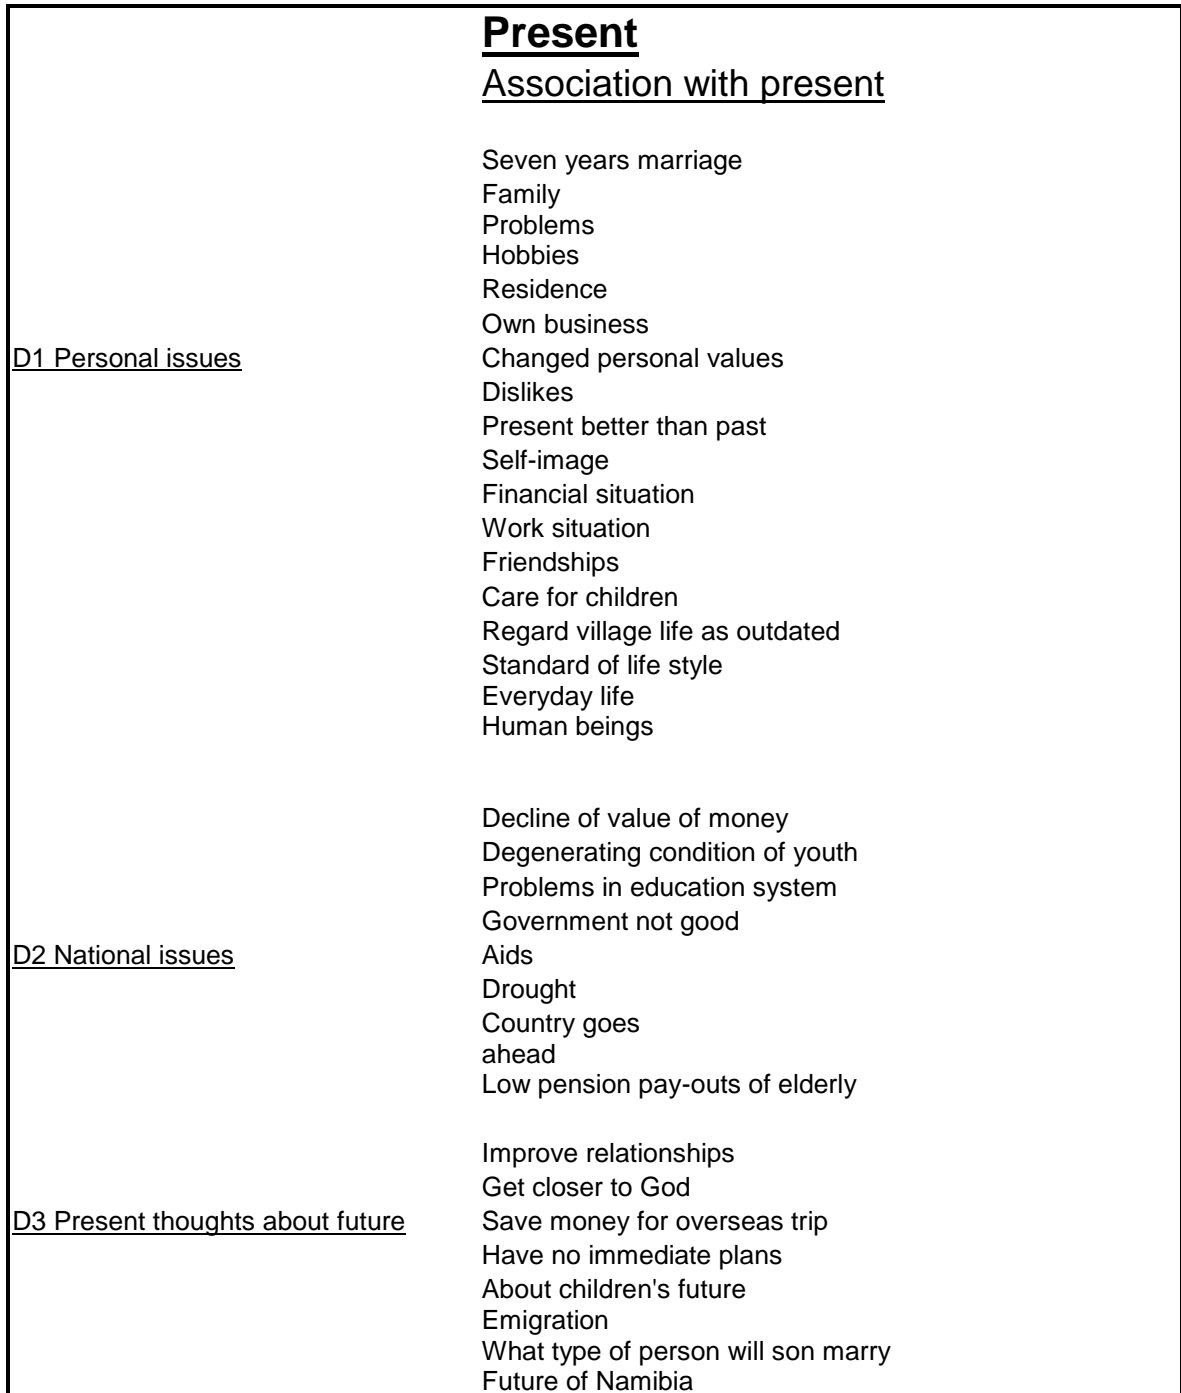 Present
Association with present
Seven years marriage
Family
Problems
Hobbies
Residence
Own business
D1 Personal issues Changed personal values
Dislikes
Present better than past
Self-image
Financial situation
Work situation
Friendships
Care for children
Regard village life as outdated
Standard of life style
Everyday life
Human beings
Decline of value of money
Degenerating condition of youth
Problems in education system
Government not good
D2 National issues Aids
Drought
Country goes
ahead
Low pension pay-outs of elderly
Improve relationships
Get closer to God
D3 Present thoughts about future Save money for overseas trip
Have no immediate plans
About children's future
Emigration
What type of person will son marry
Future of Namibia